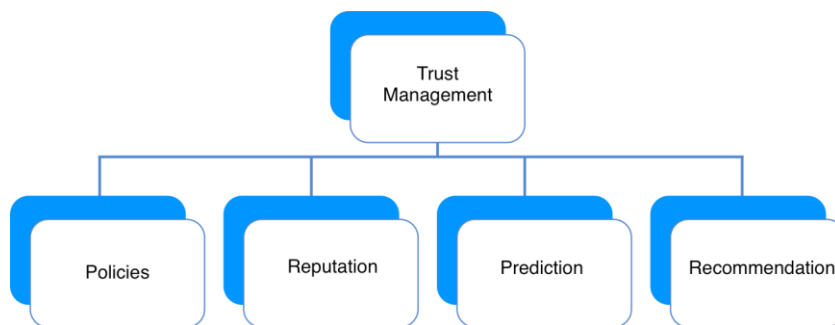 Trust
Management
Policies
Reputation
Prediction
Recommendation